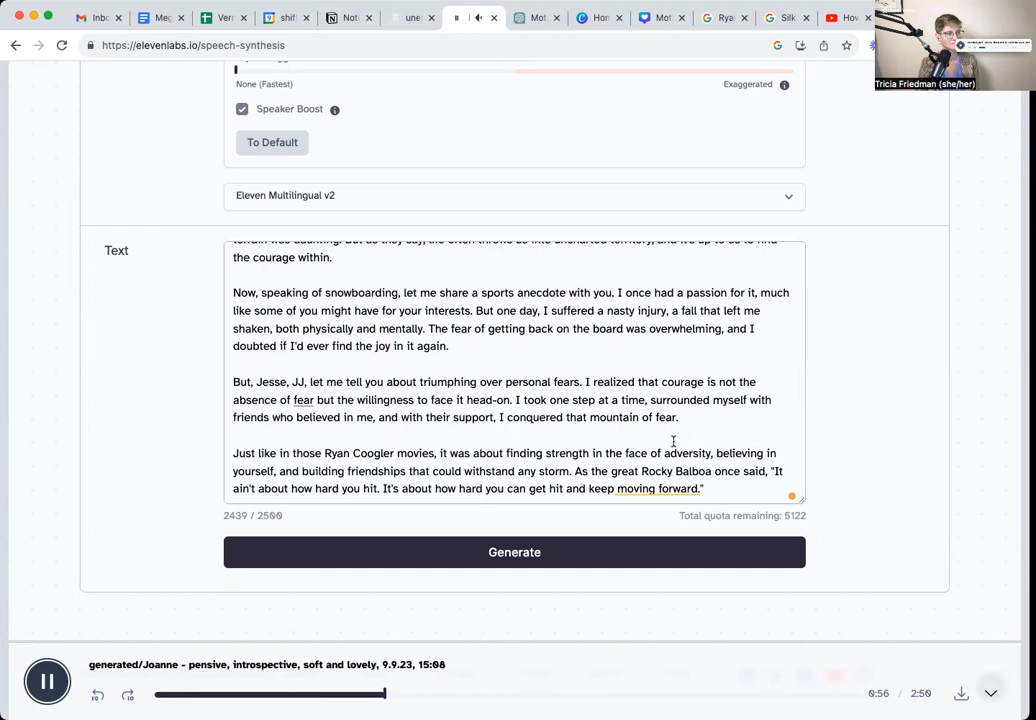 Inbo
Meg
Ver
shift
Noti
une
Mot
Hon
Mot
Rya
Silk
How
https://elevenlabs.io/speech-synthesis
Tricia Friedman (she/her)
None (Fastest)
Exaggerated
Speaker Boost
To Default
Eleven Multilingual v2
Text
the courage within.
Now, speaking of snowboarding, let me share a sports anecdote with you. I once had a passion for it, much
like some of you might have for your interests. But one day, I suffered a nasty injury, a fall that left me
shaken, both physically and mentally. The fear of getting back on the board was overwhelming, and I
doubted if I'd ever find the joy in it again.
But, Jesse, JJ, let me tell you about triumphing over personal fears. I realized that courage is not the
absence of fear but the willingness to face it head-on. I took one step at a time, surrounded myself with
friends who believed in me, and with their support, I conquered that mountain of fear.
Just like in those Ryan Coogler movies, it was about finding strength in the face of adversity, believing in
yourself, and building friendships that could withstand any storm. As the great Rocky Balboa once said, "It
ain't about how hard you hit. It's about how hard you can get hit and keep moving forward."
2439 / 2500
Total quota remaining: 5122
Generate
generated/Joanne - pensive, introspective, soft and lovely, 9.9.23, 15:08
10
10
0:56 / 2:50